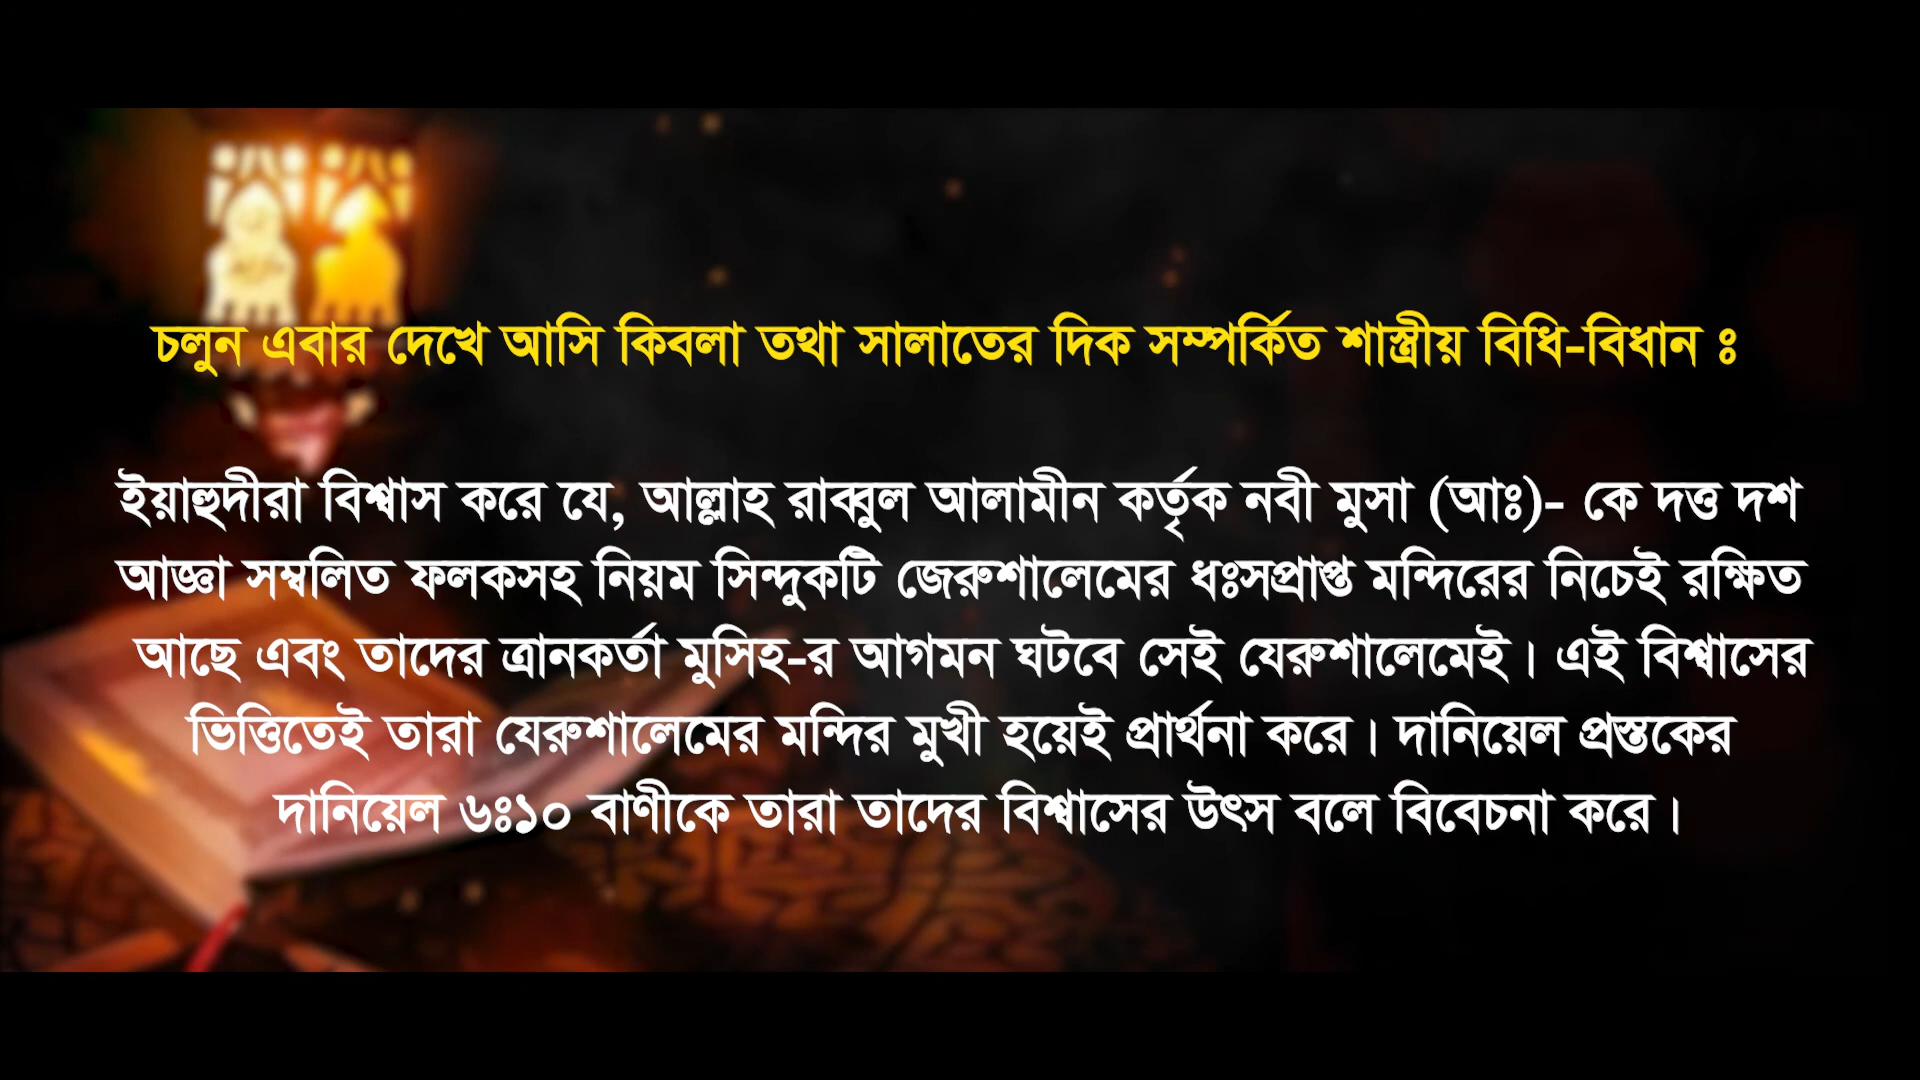 চলুন এবার দেখে আসি কিবলা তথা সালাতের দিক সম্পর্কিত শাস্ত্রীয় বিধি-বিধান ঃ
ইয়াহুদীরা বিশ্বাস করে যে, আল্লাহ রাব্বুল আলামীন কর্তৃক নবী মুসা (আঃ)- কে দত্ত দশ
আজ্ঞা সম্বলিত ফলকসহ নিয়ম সিন্দুকটি জেরুশালেমের ধঃসপ্রাপ্ত মন্দিরের নিচেই রক্ষিত
আছে এবং তাদের ত্রানকর্তা মুসিহ-র আগমন ঘটবে সেই যেরুশালেমেই। এই বিশ্বাসের
ভিত্তিতেই তারা যেরুশালেমের মন্দির মুখী হয়েই প্রার্থনা করে। দানিয়েল প্রস্তকের
দানিয়েল ৬ঃ১০ বাণীকে তারা তাদের বিশ্বাসের উৎস বলে বিবেচনা করে।